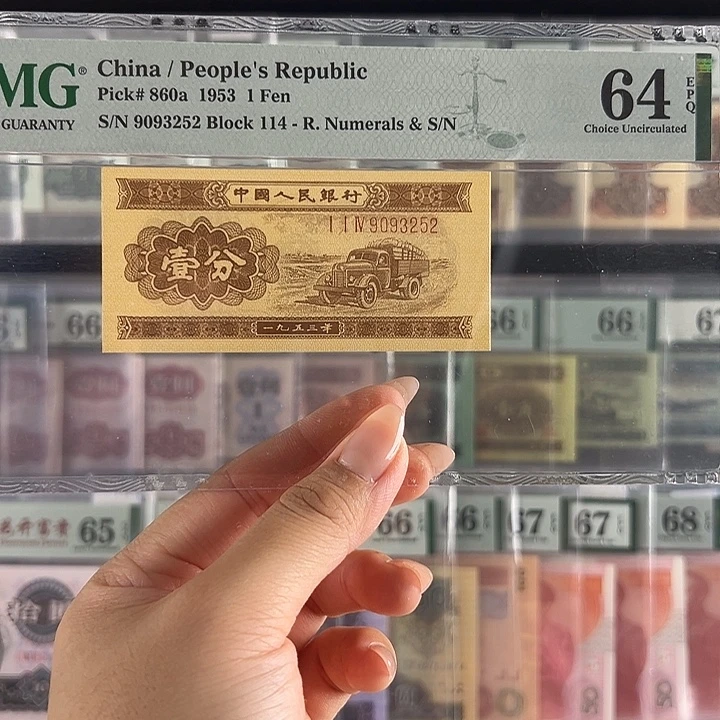 MG®
GUARANTY
China / People's Republic
Pick# 860a 1953 1 Fen
S/N 9093252 Block 114 - R. Numerals & S/N
64
EPQ
Choice Uncirculated
中國人民銀行
I I IV 9093252
壹分
一九五三年
66
66
66
65
66
66
67
67
68
50
50